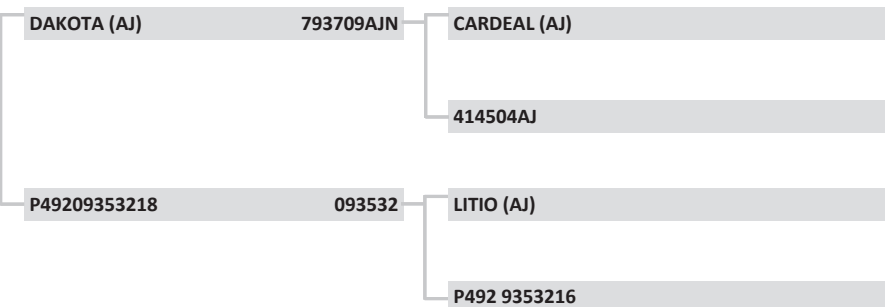 DAKOTA (AJ) 793709AJN CARDEAL (AJ)
414504AJ
P49209353218 093532 LITIO (AJ)
P492 9353216